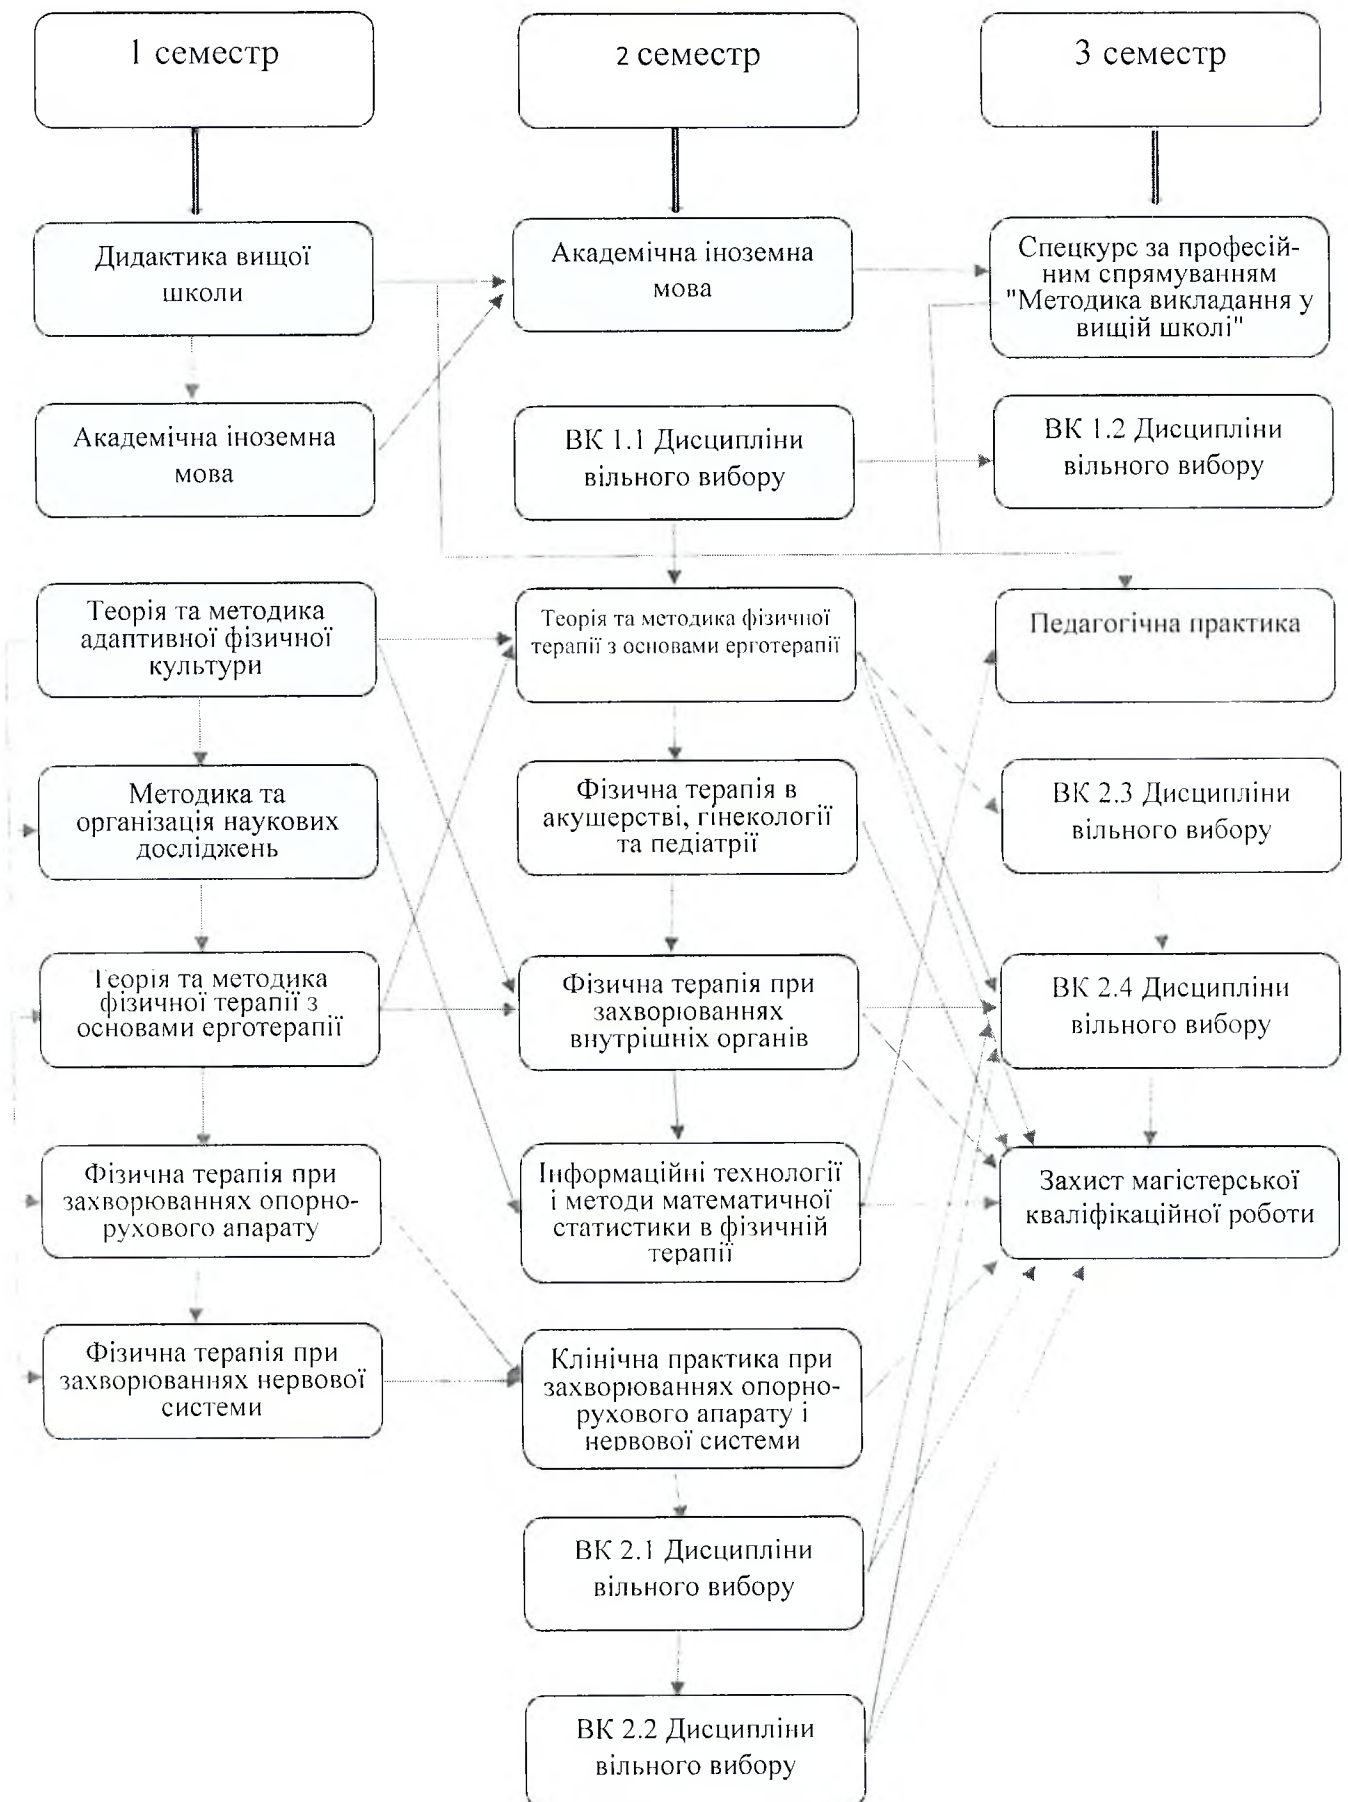 1 семестр
2 семестр
3 семестр
Дидактика вищої
школи
Академічна іноземна
мова
Спецкурс за професій-
ним спрямуванням
"Методика викладання у
вищій школі"
Академічна іноземна
мова
ВК 1.1 Дисципліни
вільного вибору
ВК 1.2 Дисципліни
вільного вибору
Теорія та методика
адаптивної фізичної
культури
Теорія та методика фізичної
терапії з основами ерготерапії
Педагогічна практика
Методика та
організація наукових
досліджень
Фізична терапія в
акушерстві, гінекології
та педіатрії
ВК 2.3 Дисципліни
вільного вибору
Теорія та методика
фізичної терапії з
основами ерготерапії
Фізична терапія при
захворюваннях
внутрішніх органів
ВК 2.4 Дисципліни
вільного вибору
Фізична терапія при
захворюваннях опорно-
рухового апарату
Інформаційні технології
і методи математичної
статистики в фізичній
терапії
Захист магістерської
кваліфікаційної роботи
Фізична терапія при
захворюваннях нервової
системи
Клінічна практика при
захворюваннях опорно-
рухового апарату і
нервової системи
ВК 2.1 Дисципліни
вільного вибору
ВК 2.2 Дисципліни
вільного вибору